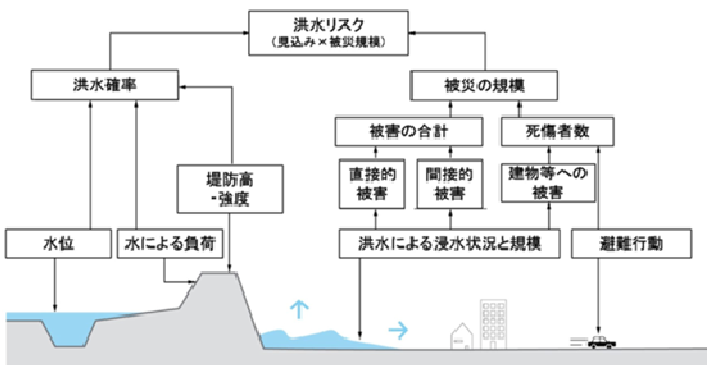 洪水リスク
(見込み×被災規模)
洪水確率
被災の規模
被害の合計
死傷者数
堤防高
・強度
直接的
被害
間接的
被害
建物等への
被害
水位
水による負荷
洪水による浸水状況と規模
避難行動